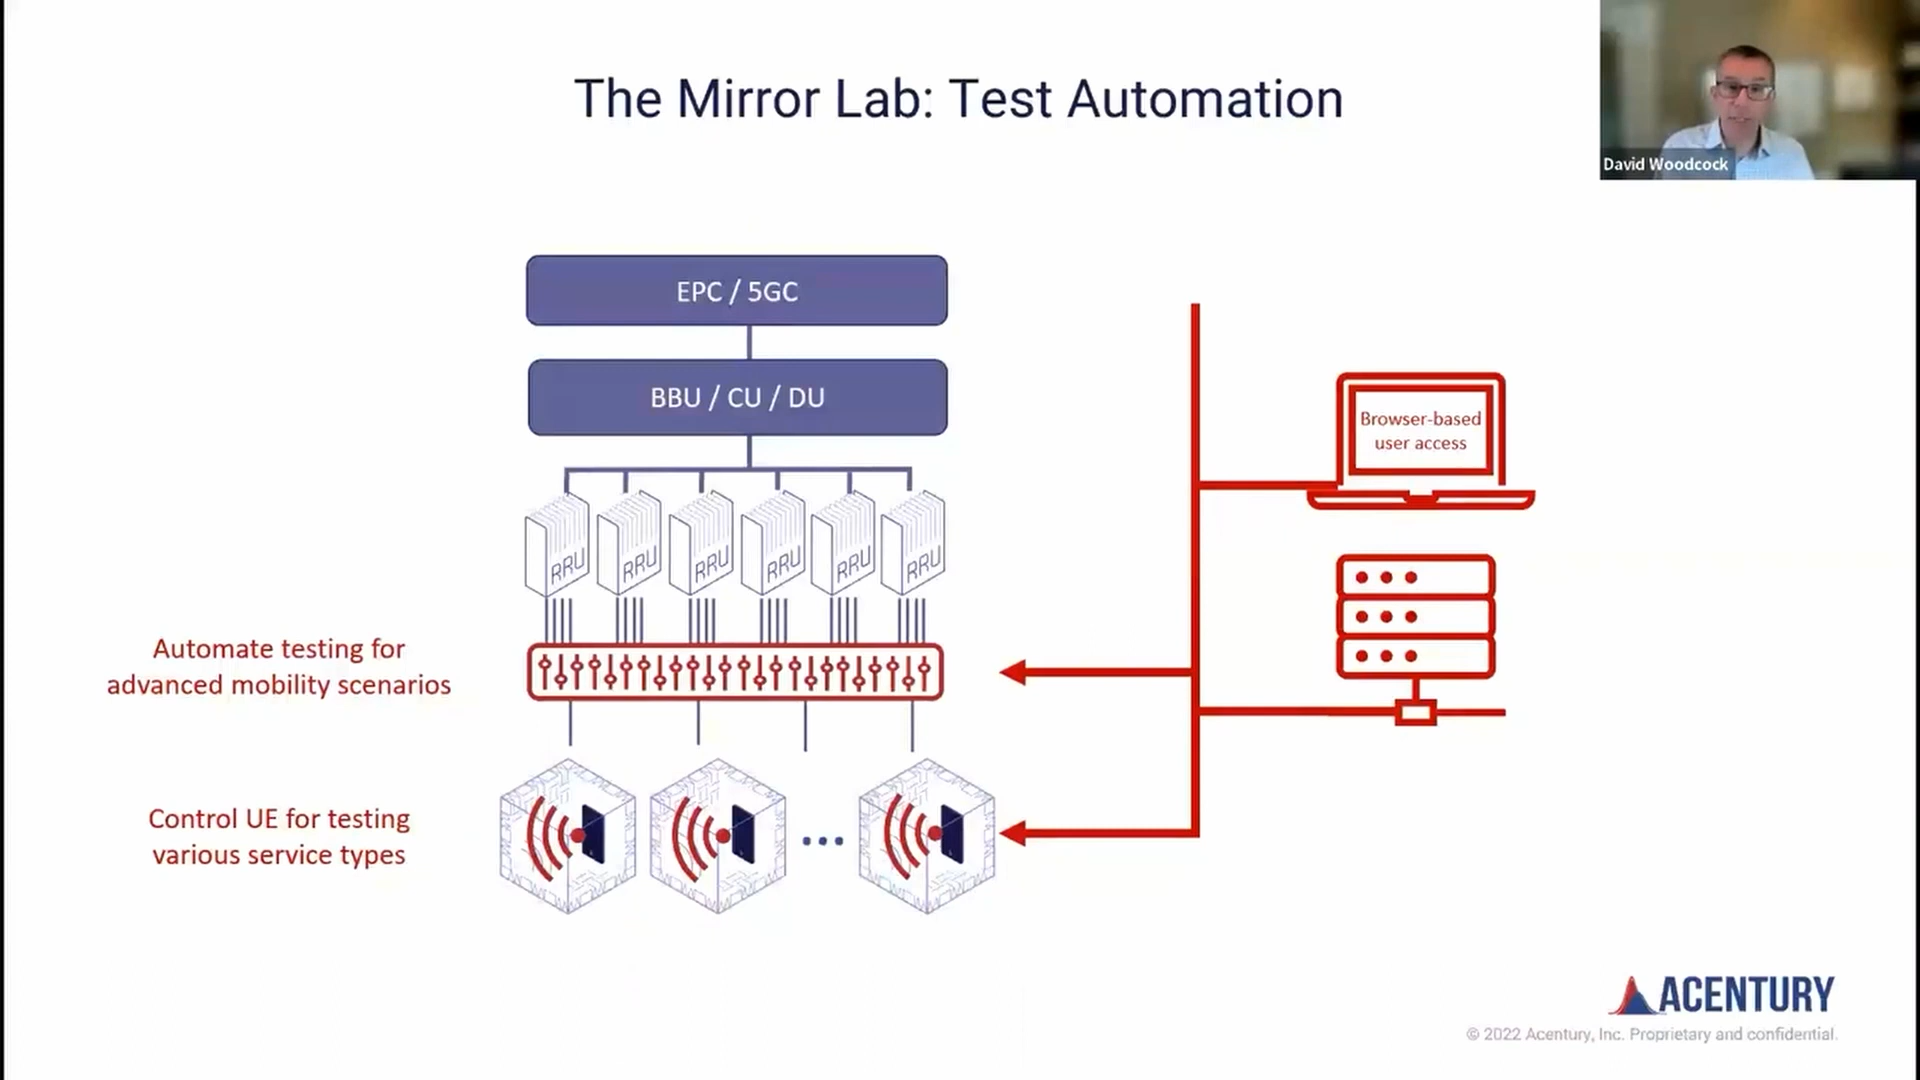 The Mirror Lab: Test Automation
David Woodcock
EPC / 5GC
BBU / CU / DU
Browser-based
user access
RRU RRU RRU RRU RRU RRU
Automate testing for
advanced mobility scenarios
Control UE for testing
various service types
ACENTURY
© 2022 Acentury, Inc. Proprietary and confidential.